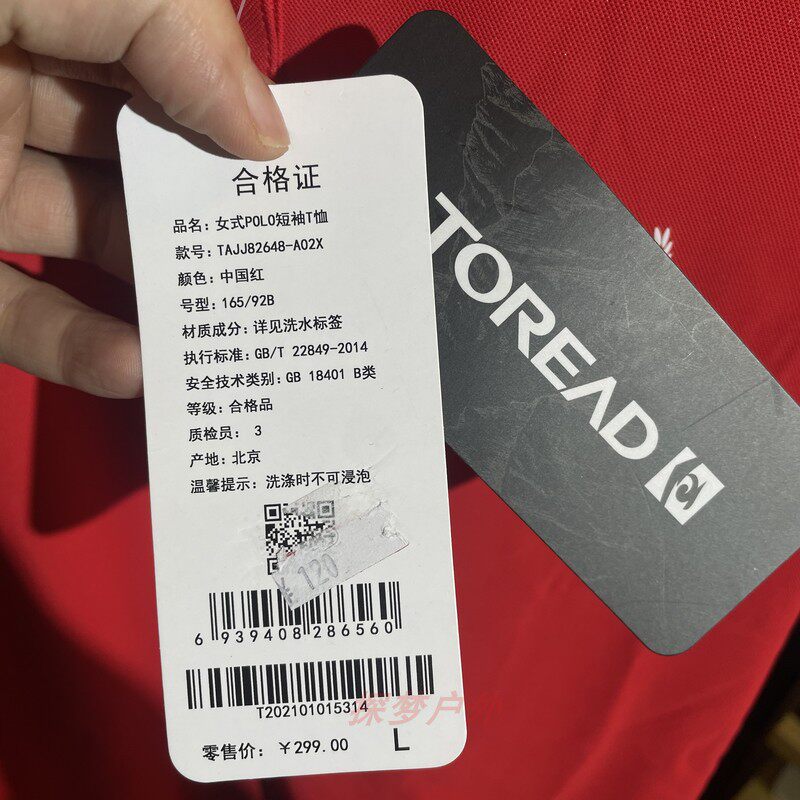 合格证
品名：女式POLO短袖T恤
款号：TAJJ82648-A02X
颜色：中国红
号型：165/92B
材质成分：详见洗水标签
执行标准：GB/T 22849-2014
安全技术类别：GB 18401 B类
等级：合格品
质检员： 3
产地：北京
温馨提示：洗涤时不可浸泡
¥120
6 939408 286560
T202101015314
探梦户外
零售价：￥299.00
L
TOREAD